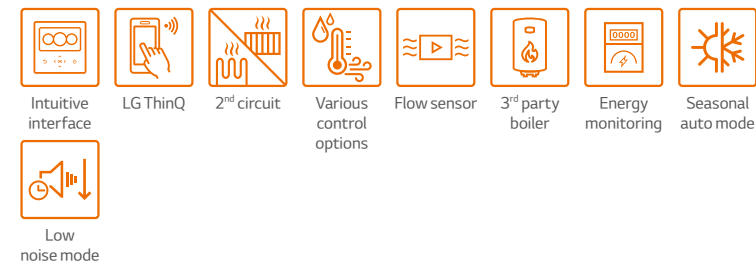 0000
Intuitive
interface
LG ThinQ
2nd circuit
Various
control
options
Flow sensor
3rd party
boiler
Energy
monitoring
Seasonal
auto mode
Low
noise mode